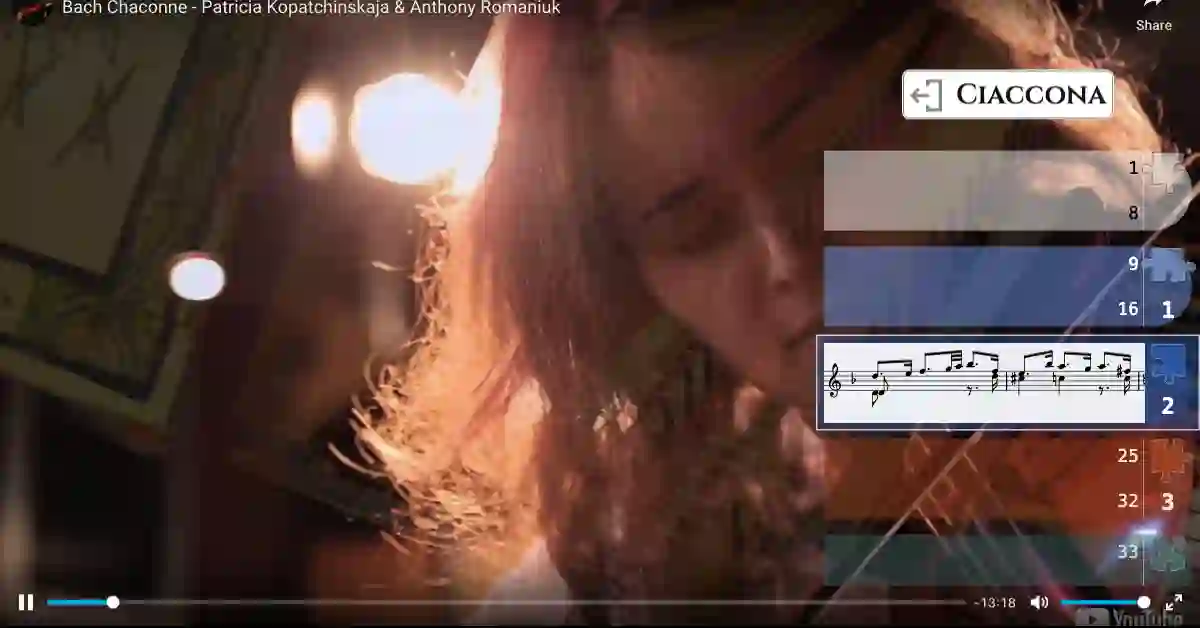 Bach Chaconne - Patricia Kopatchinskaja & Anthony Romaniuk
Share
CIACCONA
1
8
9
16
1
2
25
32
3
33
-13:18
YouTube